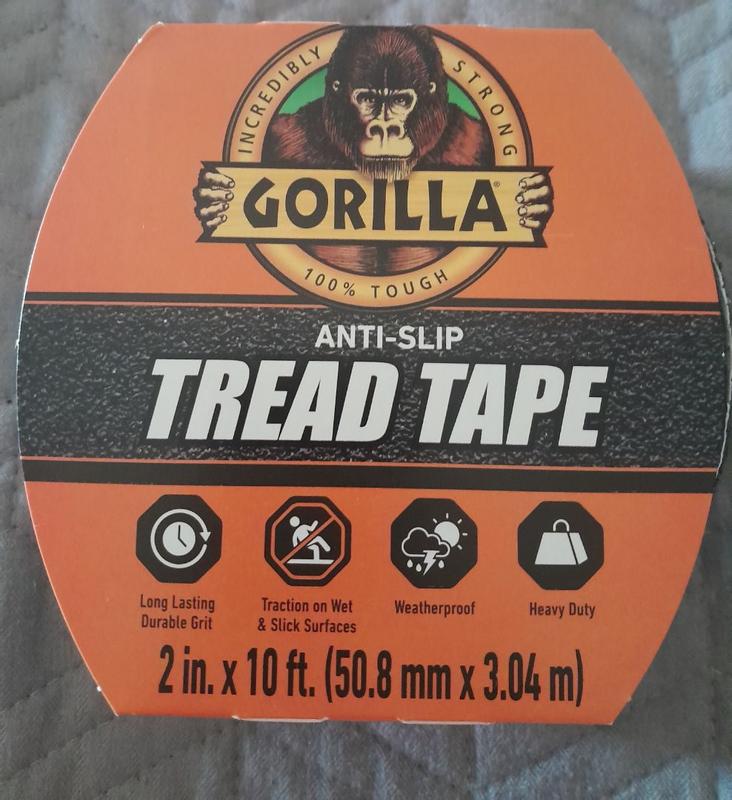 INCREDIBLY STRONG
GORILLA®
100% TOUGH
ANTI-SLIP
TREAD TAPE
Long Lasting
Durable Grit
Traction on Wet
& Slick Surfaces
Weatherproof
Heavy Duty
2 in. x 10 ft. (50.8 mm x 3.04 m)